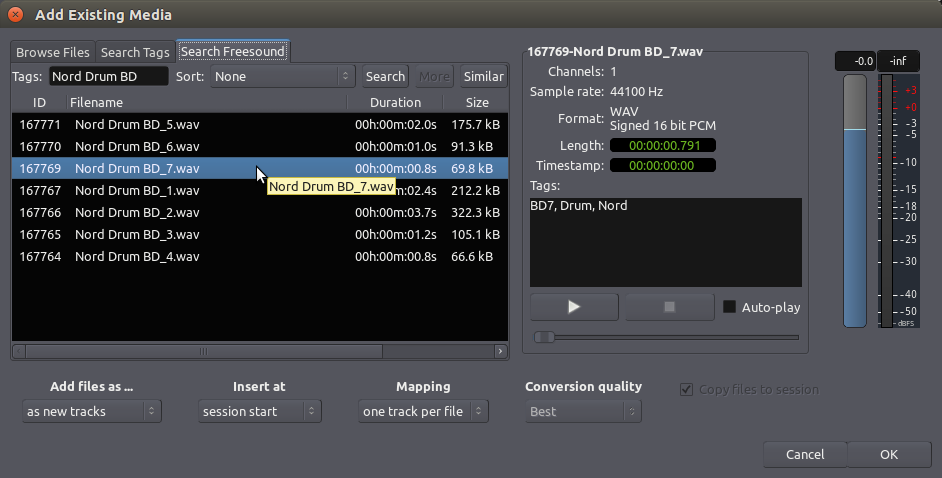 Add Existing Media
Browse Files Search Tags Search Freesound
Tags: Nord Drum BD Sort: None Search More Similar
ID Filename Duration Size
167771 Nord Drum BD_5.wav 00h:00m:02.0s 175.7 kB
167770 Nord Drum BD_6.wav 00h:00m:01.0s 91.3 kB
167769 Nord Drum BD_7.wav 00h:00m:00.8s 69.8 kB
Nord Drum BD_7.wav
167767 Nord Drum BD_1.wav 00h:00m:02.4s 212.2 kB
167766 Nord Drum BD_2.wav 00h:00m:03.7s 322.3 kB
167765 Nord Drum BD_3.wav 00h:00m:01.2s 105.1 kB
167764 Nord Drum BD_4.wav 00h:00m:00.8s 66.6 kB
167769-Nord Drum BD_7.wav
Channels: 1
Sample rate: 44100 Hz
Format: WAV
Signed 16 bit PCM
Length: 00:00:00.791
Timestamp: 00:00:00:00
Tags:
BD7, Drum, Nord
Auto-play
-0.0 -inf
+3
+0
-3
-5
-10
-15
-18
-20
-25
-30
-40
-50
dBFS
Add files as ... Insert at Mapping Conversion quality
as new tracks session start one track per file Best Copy files to session
Cancel OK